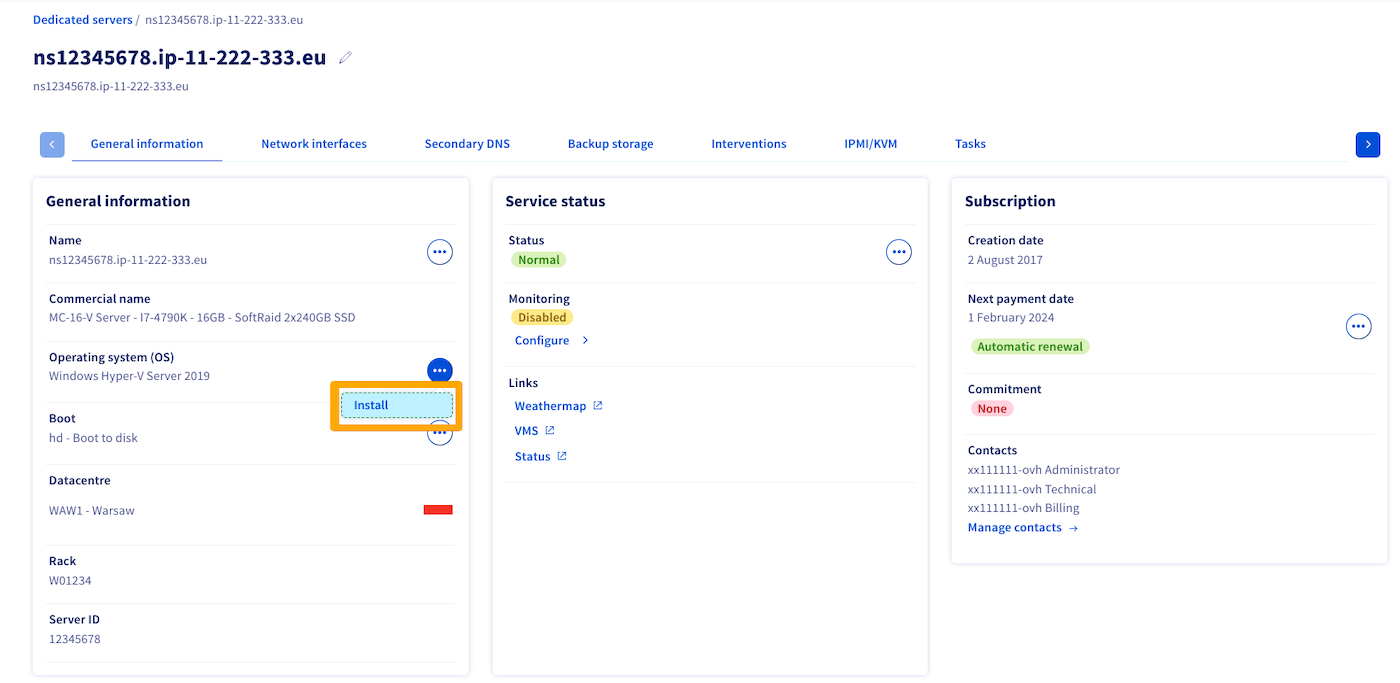 Dedicated servers / ns12345678.ip-11-222-333.eu
ns12345678.ip-11-222-333.eu
ns12345678.ip-11-222-333.eu
General information
Network interfaces
Secondary DNS
Backup storage
Interventions
IPMI/KVM
Tasks
General information
Name
ns12345678.ip-11-222-333.eu
Commercial name
MC-16-V Server - I7-4790K - 16GB - SoftRaid 2x240GB SSD
Operating system (OS)
Windows Hyper-V Server 2019
Install
Boot
hd - Boot to disk
Datacentre
WAW1 - Warsaw
Rack
W01234
Server ID
12345678
Service status
Status
Normal
Monitoring
Disabled
Configure
Links
Weathermap
VMS
Status
Subscription
Creation date
2 August 2017
Next payment date
1 February 2024
Automatic renewal
Commitment
None
Contacts
xx111111-ovh Administrator
xx111111-ovh Technical
xx111111-ovh Billing
Manage contacts